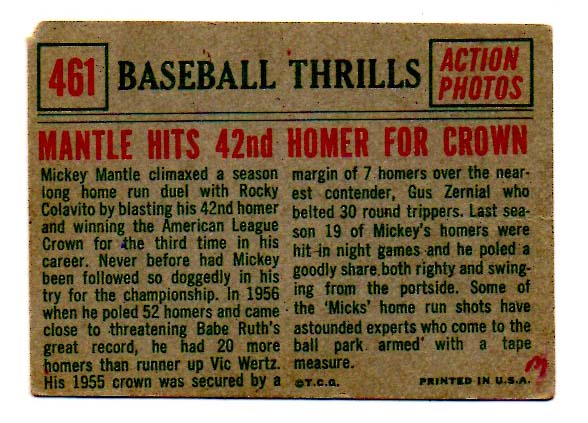 461
BASEBALL THRILLS
ACTION
PHOTOS
MANTLE HITS 42nd HOMER FOR CROWN
Mickey Mantle climaxed a season
long home run duel with Rocky
Colavito by blasting his 42nd homer
and winning the American League
Crown for the third time in his
career. Never before had Mickey
been followed so doggedly in his
try for the championship. In 1956
when he poled 52 homers and came
close to threatening Babe Ruth's
great record, he had 20 more
homers than runner up Vic Wertz.
His 1955 crown was secured by a
margin of 7 homers over the near-
est contender, Gus Zernial who
belted 30 round trippers. Last sea-
son 19 of Mickey's homers were
hit in night games and he poled a
goodly share both righty and swing-
ing from the portside. Some of
the 'Micks' home run shots have
astounded experts who come to the
ball park armed' with a tape
measure.
©T.C.G.
PRINTED IN U.S.A.